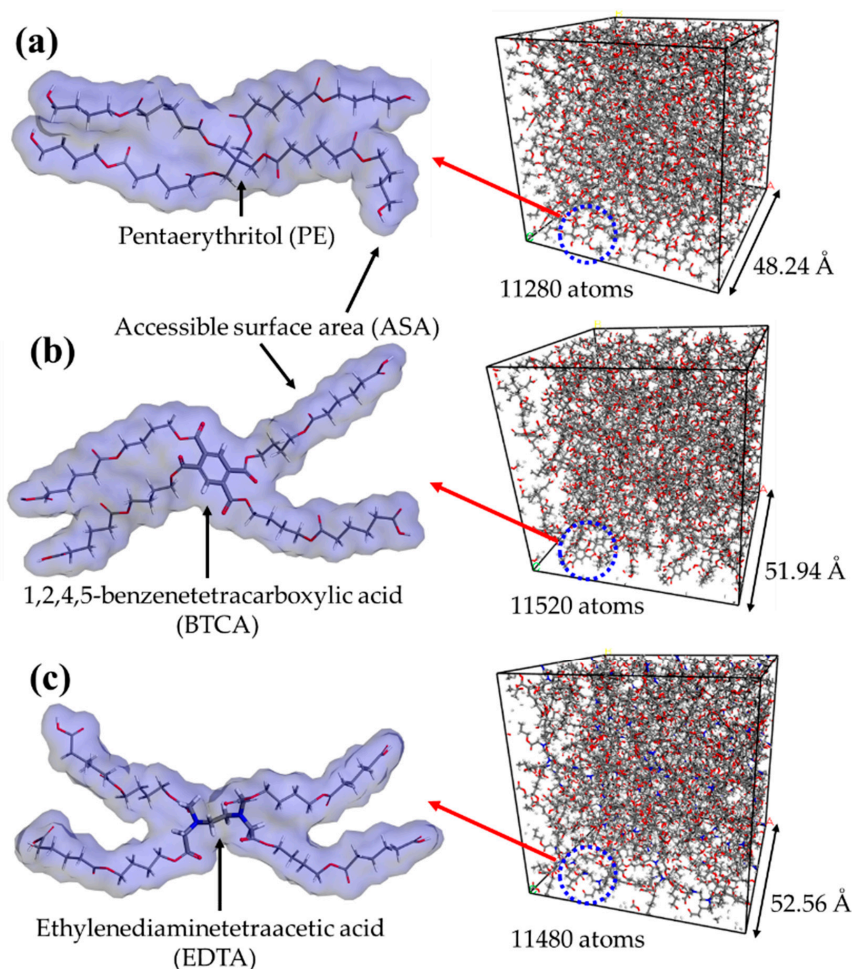 (a)
Pentaerythritol (PE)
11280 atoms
48.24 Å
Accessible surface area (ASA)
(b)
1,2,4,5-benzenetetracarboxylic acid
(BTCA)
11520 atoms
51.94 Å
(c)
Ethylenediaminetetraacetic acid
(EDTA)
11480 atoms
52.56 Å